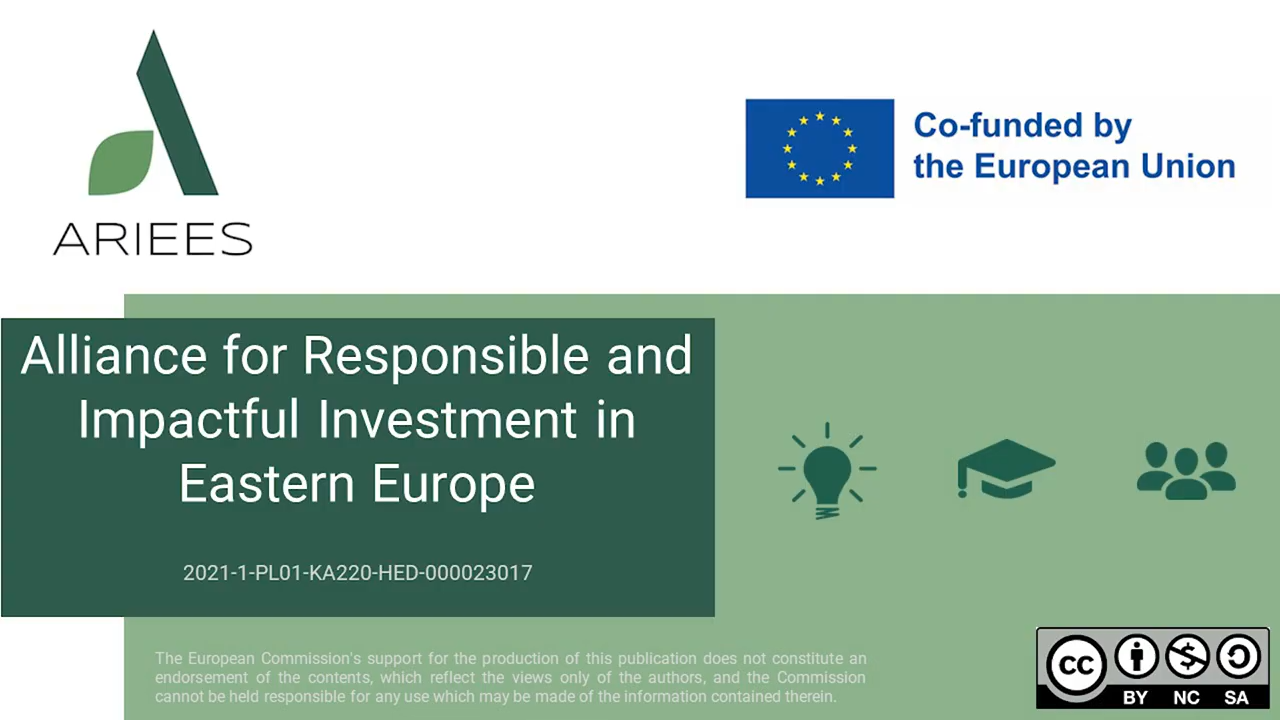 ARIEES
Co-funded by
the European Union
Alliance for Responsible and
Impactful Investment in
Eastern Europe
2021-1-PL01-KA220-HED-000023017
The European Commission's support for the production of this publication does not constitute an
endorsement of the contents, which reflect the views only of the authors, and the Commission
cannot be held responsible for any use which may be made of the information contained therein.
cc
BY NC SA